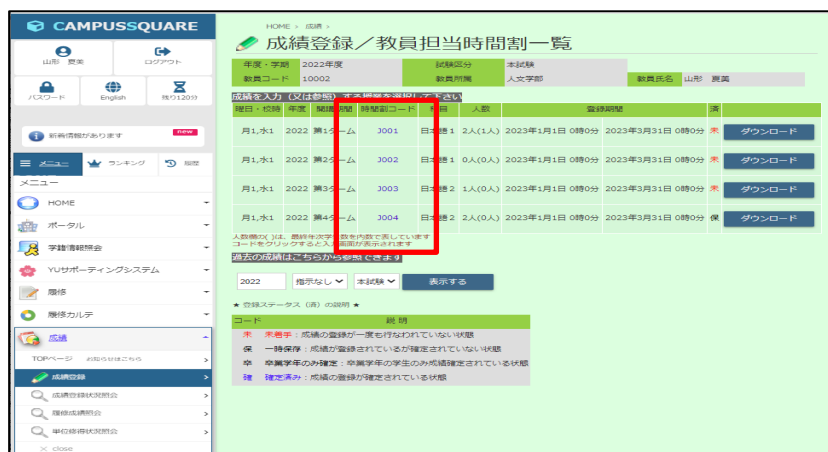 CAMPUSSQUARE
山形 夏美
ログアウト
パスワード
English
残り120分
新着情報があります
new
メニュー
ランキング
履歴
メニュー
HOME
ポータル
学籍情報照会
YUサポーティングシステム
履修
履修カルテ
成績
TOPページ お知らせはこちら
成績登録
成績登録状況照会
履修成績照会
単位修得状況照会
× close
HOME > 成績 >
成績登録／教員担当時間割一覧
年度・学期 2022年度 試験区分 本試験
教員コード 10002 教員所属 人文学部 教員氏名 山形 夏美
成績を入力（又は参照）する授業を選択して下さい
曜日・校時 年度 開講期間 時間割コード 科目 人数 登録期間 済
月1,水1 2022 第1ターム J001 日本語1 2人(1人) 2023年1月1日 0時0分 2023年3月31日 0時0分 未 ダウンロード
月1,水1 2022 第2ターム J002 日本語1 0人(0人) 2023年1月1日 0時0分 2023年3月31日 0時0分 未 ダウンロード
月1,水1 2022 第3ターム J003 日本語2 1人(0人) 2023年1月1日 0時0分 2023年3月31日 0時0分 未 ダウンロード
月1,水1 2022 第4ターム J004 日本語2 2人(0人) 2023年1月1日 0時0分 2023年3月31日 0時0分 保 ダウンロード
人数欄の( )は、最終年次学生数を内数で表しています
コードをクリックすると入力画面が表示されます
過去の成績はこちらから参照できます
2022 指示なし 本試験 表示する
★ 登録ステータス（済）の説明 ★
コード 説明
未 未着手：成績の登録が一度も行なわれていない状態
保 一時保存：成績が登録されているが確定されていない状態
卒 卒業学年のみ確定：卒業学年の学生のみ成績確定されている状態
確 確定済み：成績の登録が確定されている状態